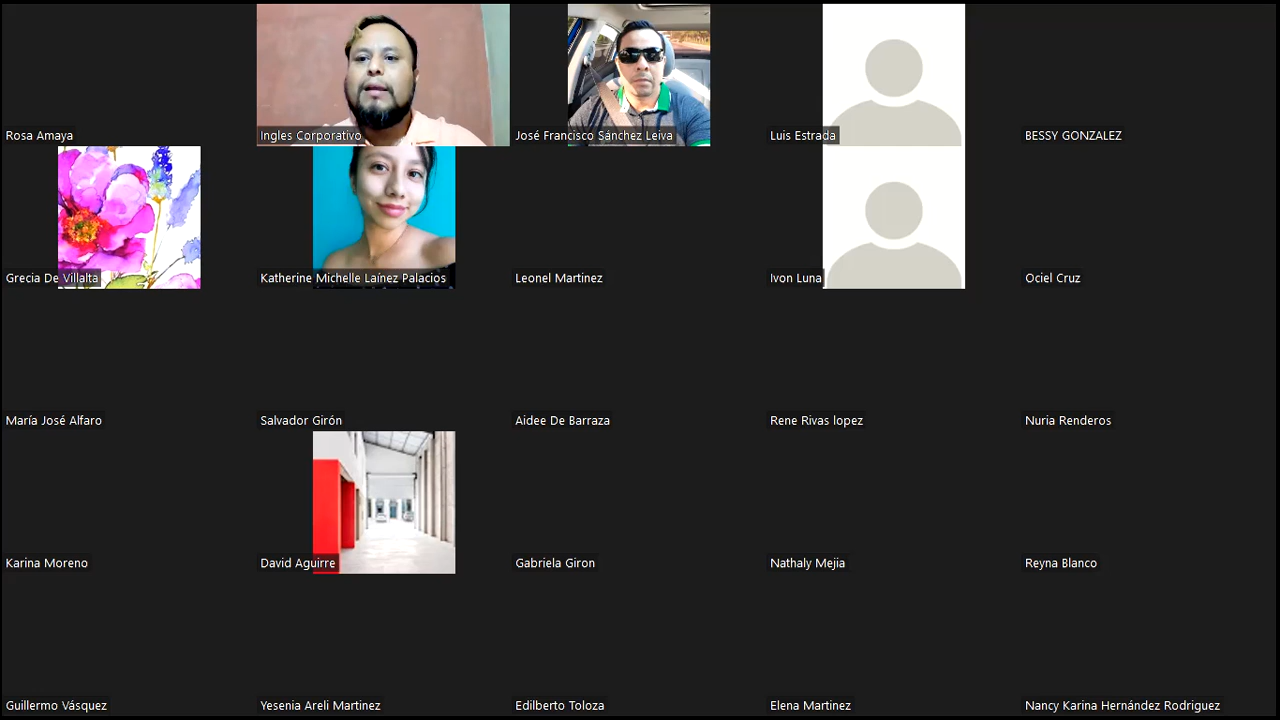 Rosa Amaya
Ingles Corporativo
José Francisco Sánchez Leiva
Luis Estrada
BESSY GONZALEZ
Grecia De Villalta
Katherine Michelle Laínez Palacios
Leonel Martinez
Ivon Luna
Ociel Cruz
María José Alfaro
Salvador Girón
Aidee De Barraza
Rene Rivas lopez
Nuria Renderos
Karina Moreno
David Aguirre
Gabriela Giron
Nathaly Mejia
Reyna Blanco
Guillermo Vásquez
Yesenia Areli Martinez
Edilberto Toloza
Elena Martinez
Nancy Karina Hernández Rodriguez